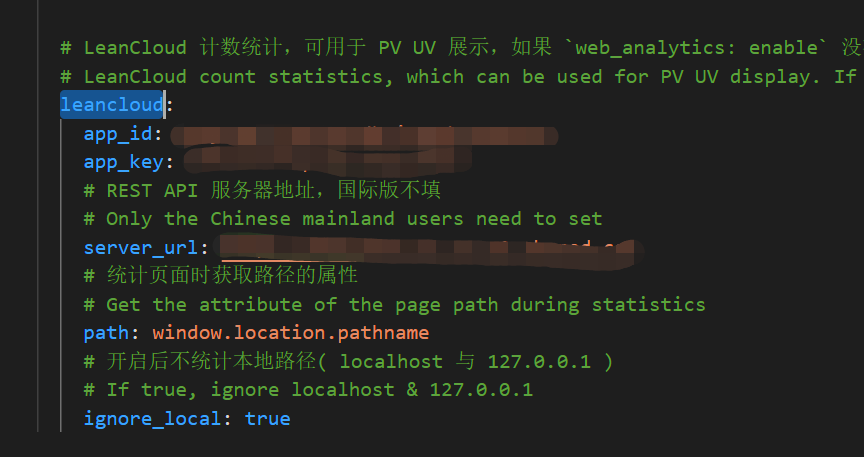 # LeanCloud 计数统计，可用于 PV UV 展示，如果 `web_analytics: enable` 没
# LeanCloud count statistics, which can be used for PV UV display. If
leancloud:
app_id:
app_key:
# REST API 服务器地址，国际版不填
# Only the Chinese mainland users need to set
server_url:
# 统计页面时获取路径的属性
# Get the attribute of the page path during statistics
path: window.location.pathname
# 开启后不统计本地路径( localhost 与 127.0.0.1 )
# If true, ignore localhost & 127.0.0.1
ignore_local: true